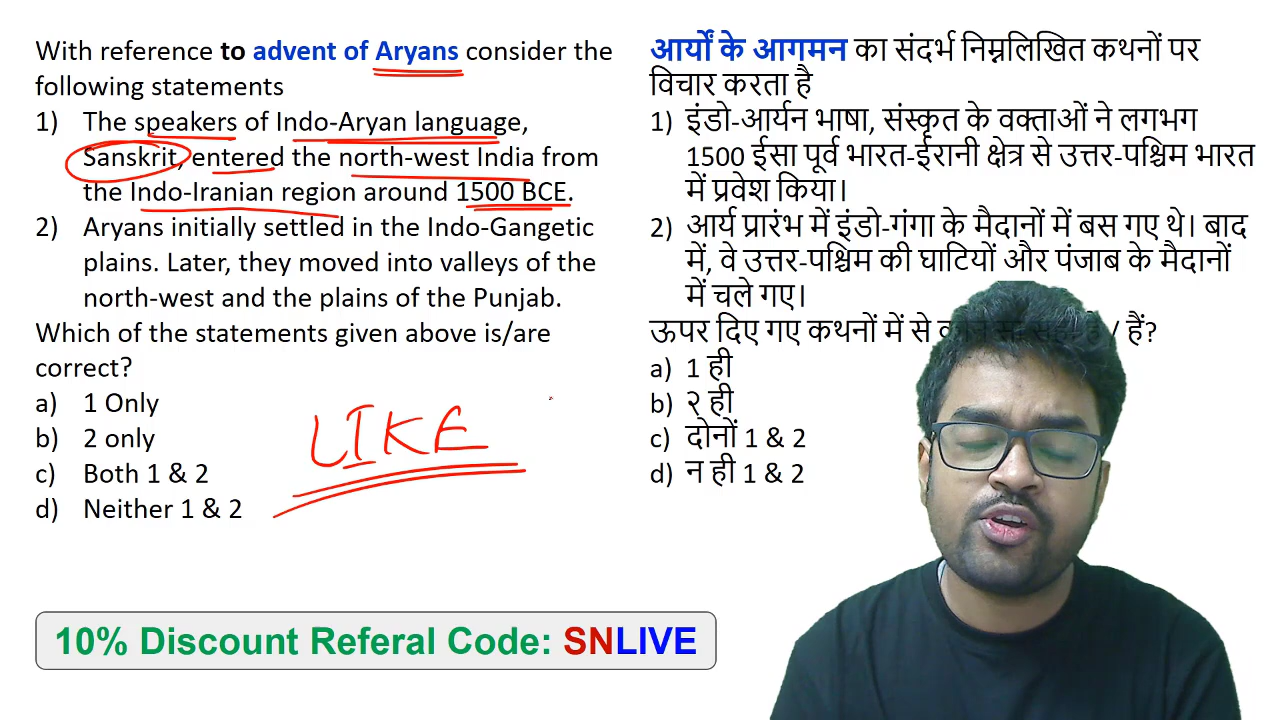 With reference to advent of Aryans consider the
following statements
1) The speakers of Indo-Aryan language,
Sanskrit, entered the north-west India from
the Indo-Iranian region around 1500 BCE.
2) Aryans initially settled in the Indo-Gangetic
plains. Later, they moved into valleys of the
north-west and the plains of the Punjab.
Which of the statements given above is/are
correct?
a) 1 Only
b) 2 only
c) Both 1 & 2
d) Neither 1 & 2
LIKE
आर्यों के आगमन का संदर्भ निम्नलिखित कथनों पर
विचार करता है
1) इंडो-आर्यन भाषा, संस्कृत के वक्ताओं ने लगभग
1500 ईसा पूर्व भारत-ईरानी क्षेत्र से उत्तर-पश्चिम भारत
में प्रवेश किया।
2) आर्य प्रारंभ में इंडो-गंगा के मैदानों में बस गए थे। बाद
में, वे उत्तर-पश्चिम की घाटियों और पंजाब के मैदानों
में चले गए।
ऊपर दिए गए कथनों में से / हैं?
a) 1 ही
b) २ ही
c) दोनों 1 & 2
d) न ही 1 & 2
10% Discount Referal Code: SNLIVE